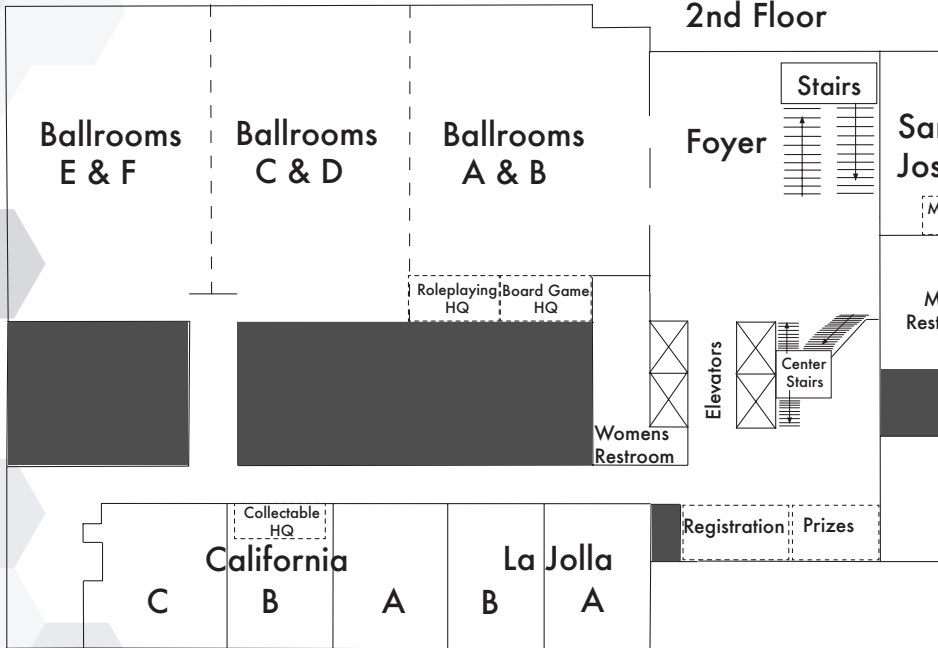 2nd Floor
Stairs
Ballrooms
E & F
Ballrooms
C & D
Ballrooms
A & B
Foyer
Roleplaying
HQ
Board Game
HQ
Elevators
Center
Stairs
Womens
Restroom
Collectable
HQ
Registration
Prizes
California
La Jolla
C
B
A
B
A